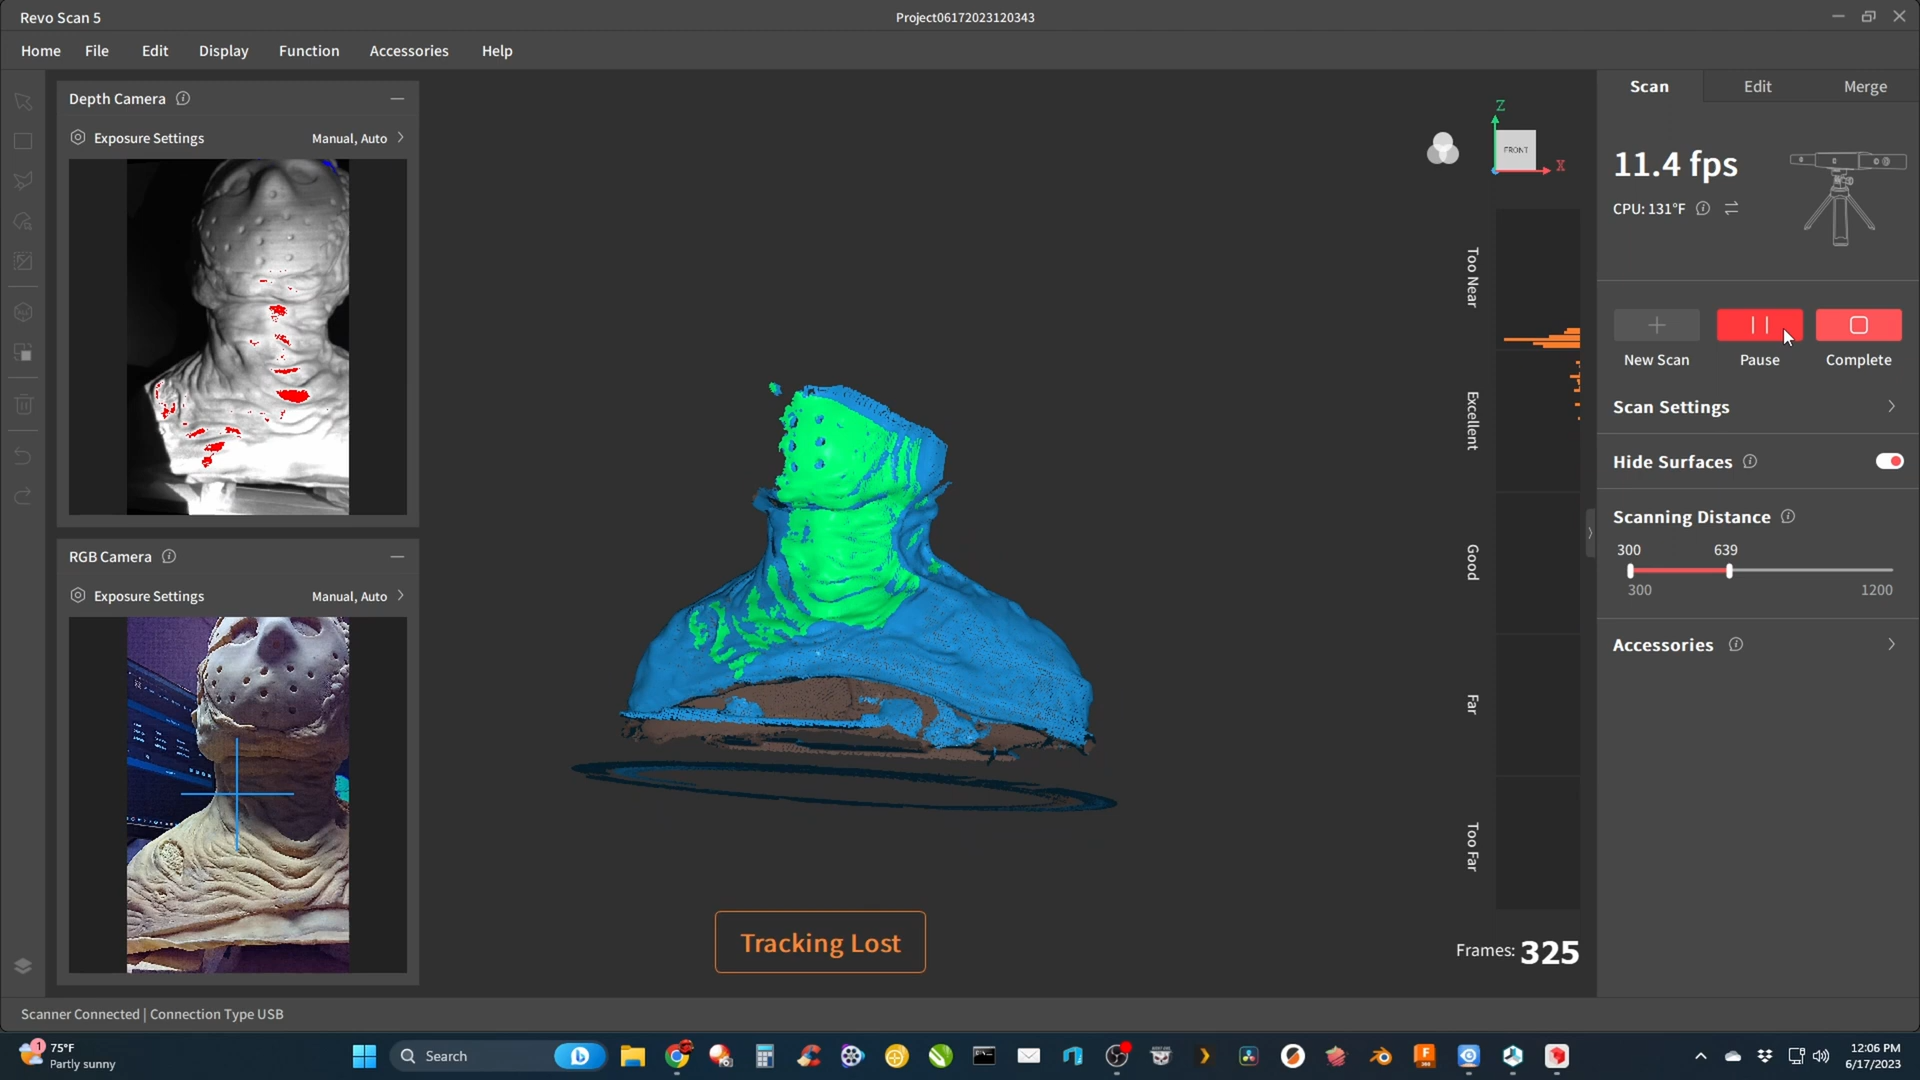 Revo Scan 5
Project06172023120343
Home File Edit Display Function Accessories Help
Depth Camera
Exposure Settings Manual, Auto
RGB Camera
Exposure Settings Manual, Auto
Z
FRONT
X
Too Near
Excellent
Good
Far
Too Far
Tracking Lost
Frames: 325
Scan Edit Merge
11.4 fps
CPU: 131°F
New Scan Pause Complete
Scan Settings
Hide Surfaces
Scanning Distance
300 639
300 1200
Accessories
Scanner Connected | Connection Type USB
1
75°F
Partly sunny
Search
12:06 PM
6/17/2023